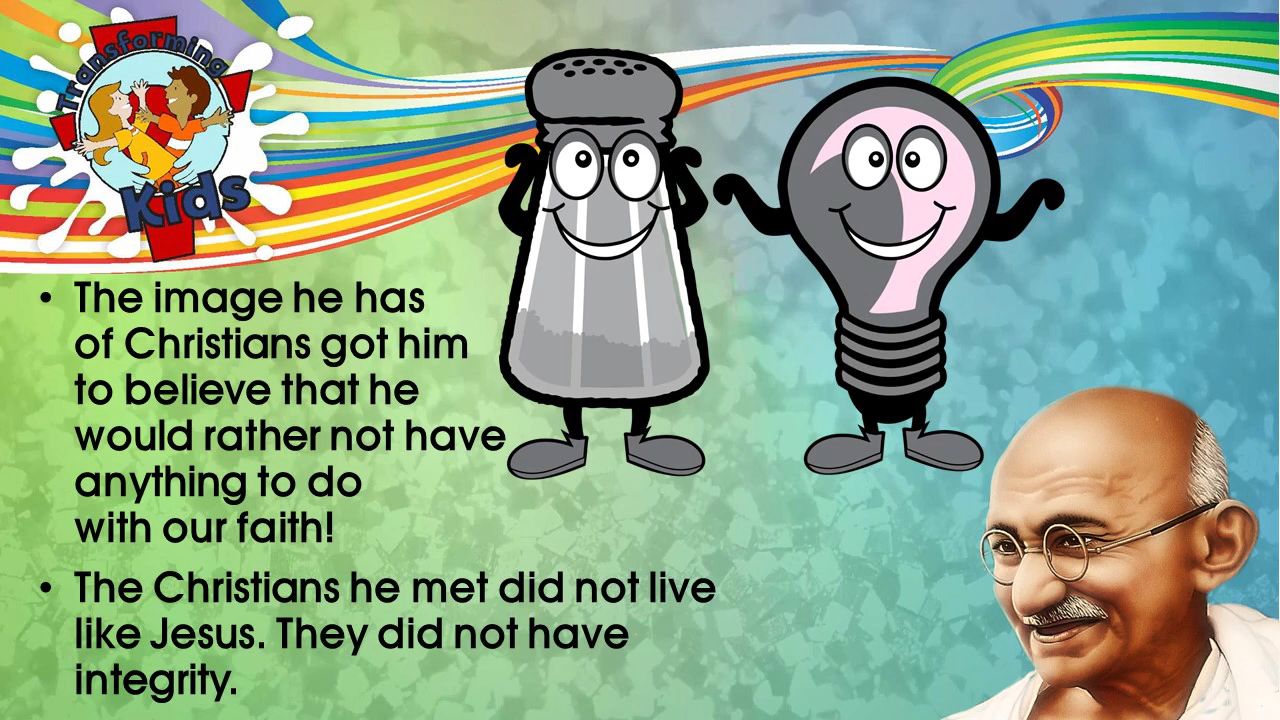 Transforming
Kids
• The image he has
of Christians got him
to believe that he
would rather not have
anything to do
with our faith!
• The Christians he met did not live
like Jesus. They did not have
integrity.